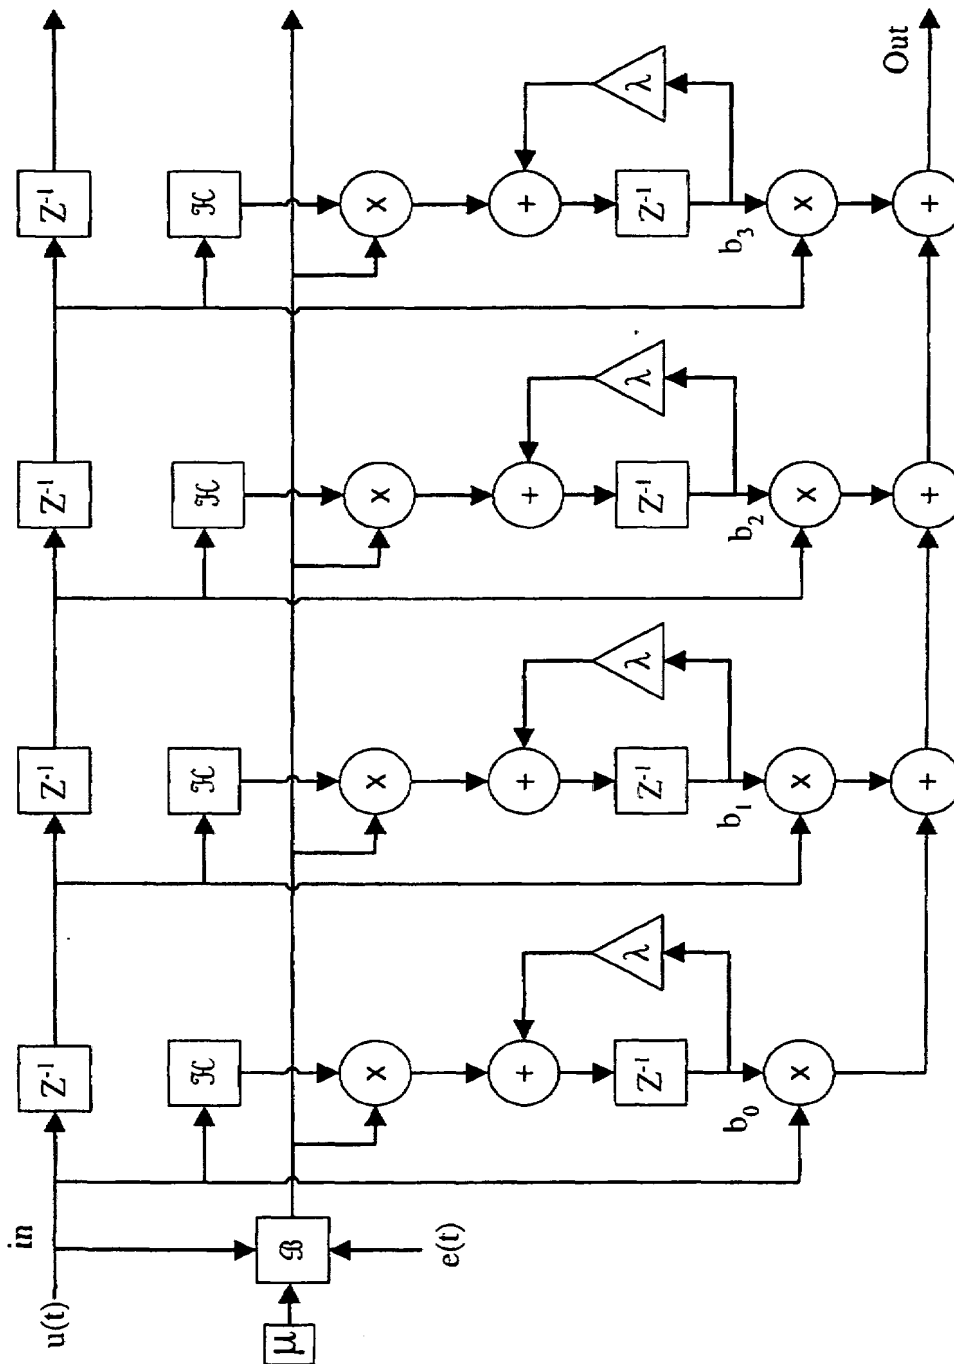 in
u(t) Z⁻¹ Z⁻¹ Z⁻¹ Z⁻¹
ℋ ℋ ℋ ℋ
μ ℬ
x x x x
e(t)
+ + + +
Z⁻¹ λ Z⁻¹ λ Z⁻¹ λ Z⁻¹ λ
b₀ b₁ b₂ b₃
x x x x
Out
+ + +